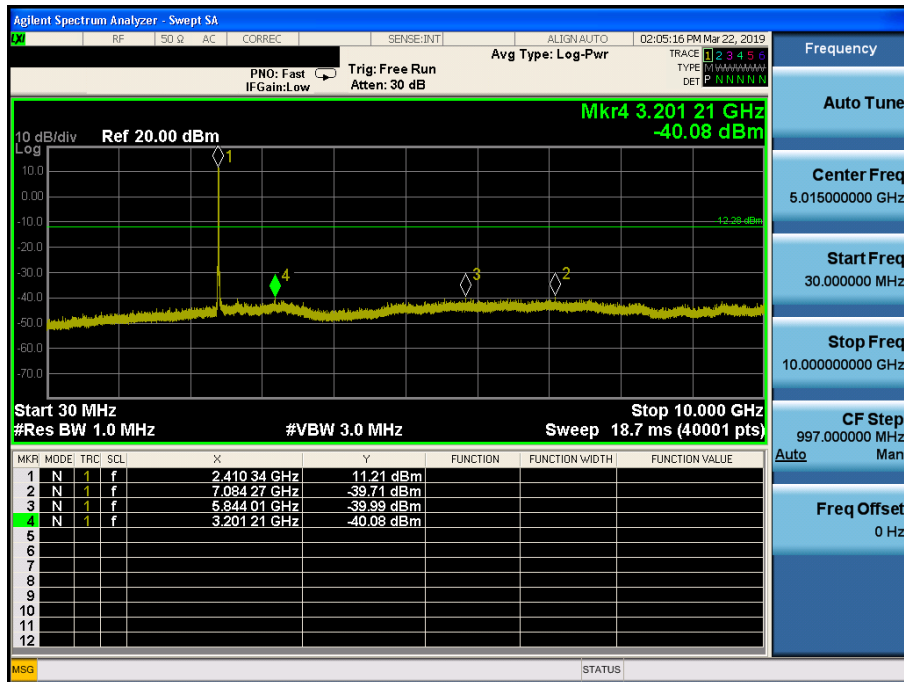 Agilent Spectrum Analyzer - Swept SA
LXI RF 50 Ω AC CORREC SENSE:INT ALIGN AUTO 02:05:16 PM Mar 22, 2019
PNO: Fast Trig: Free Run Avg Type: Log-Pwr TRACE 1 2 3 4 5 6
IFGain:Low Atten: 30 dB TYPE M WWWWW
DET P N N N N N
Mkr4 3.201 21 GHz
-40.08 dBm
10 dB/div Ref 20.00 dBm
Log
1
10.0
0.00
-10.0
-12.28 dBm
-20.0
-30.0
4 3 2
-40.0
-50.0
-60.0
-70.0
Start 30 MHz Stop 10.000 GHz
#Res BW 1.0 MHz #VBW 3.0 MHz Sweep 18.7 ms (40001 pts)
MKR MODE TRC SCL X Y FUNCTION FUNCTION WIDTH FUNCTION VALUE
1 N 1 f 2.410 34 GHz 11.21 dBm
2 N 1 f 7.084 27 GHz -39.71 dBm
3 N 1 f 5.844 01 GHz -39.99 dBm
4 N 1 f 3.201 21 GHz -40.08 dBm
5
6
7
8
9
10
11
12
MSG STATUS
Frequency
Auto Tune
Center Freq
5.015000000 GHz
Start Freq
30.000000 MHz
Stop Freq
10.000000000 GHz
CF Step
997.000000 MHz
Auto Man
Freq Offset
0 Hz